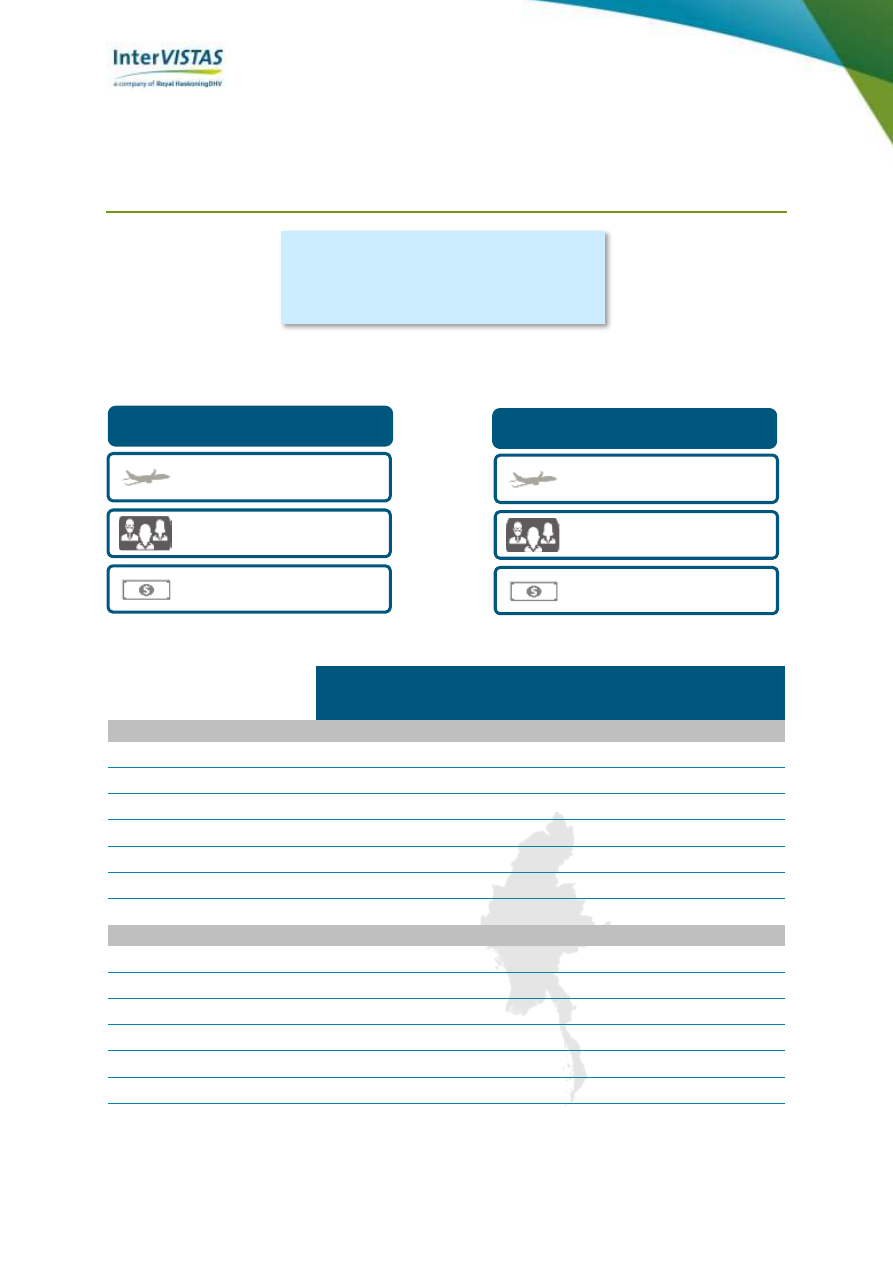 InterVISTAS
a company of Royal HaskoningDHV
$
$